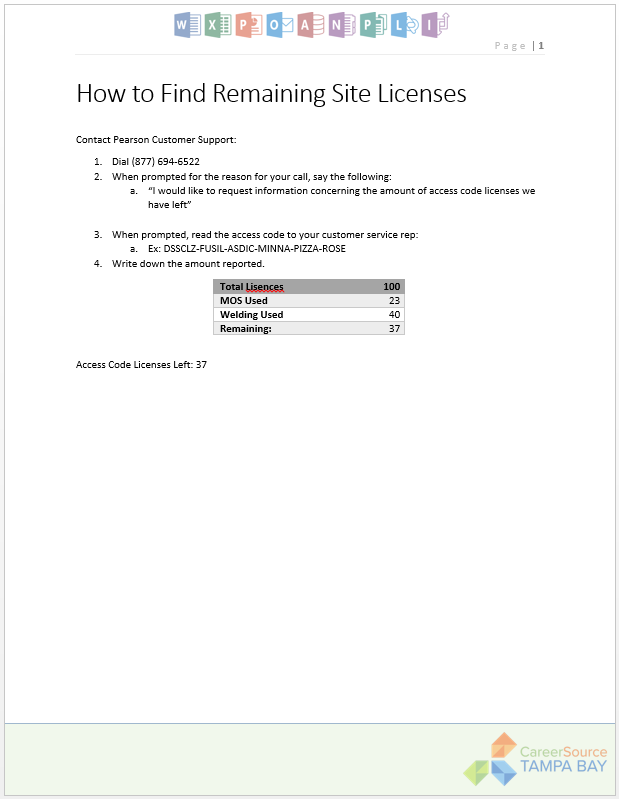 W X P O A N P L I
Page | 1
How to Find Remaining Site Licenses
Contact Pearson Customer Support:
1. Dial (877) 694-6522
2. When prompted for the reason for your call, say the following:
a. “I would like to request information concerning the amount of access code licenses we
have left”
3. When prompted, read the access code to your customer service rep:
a. Ex: DSSCLZ-FUSIL-ASDIC-MINNA-PIZZA-ROSE
4. Write down the amount reported.
Total Lisences 100
MOS Used 23
Welding Used 40
Remaining: 37
Access Code Licenses Left: 37
CareerSource
TAMPA BAY